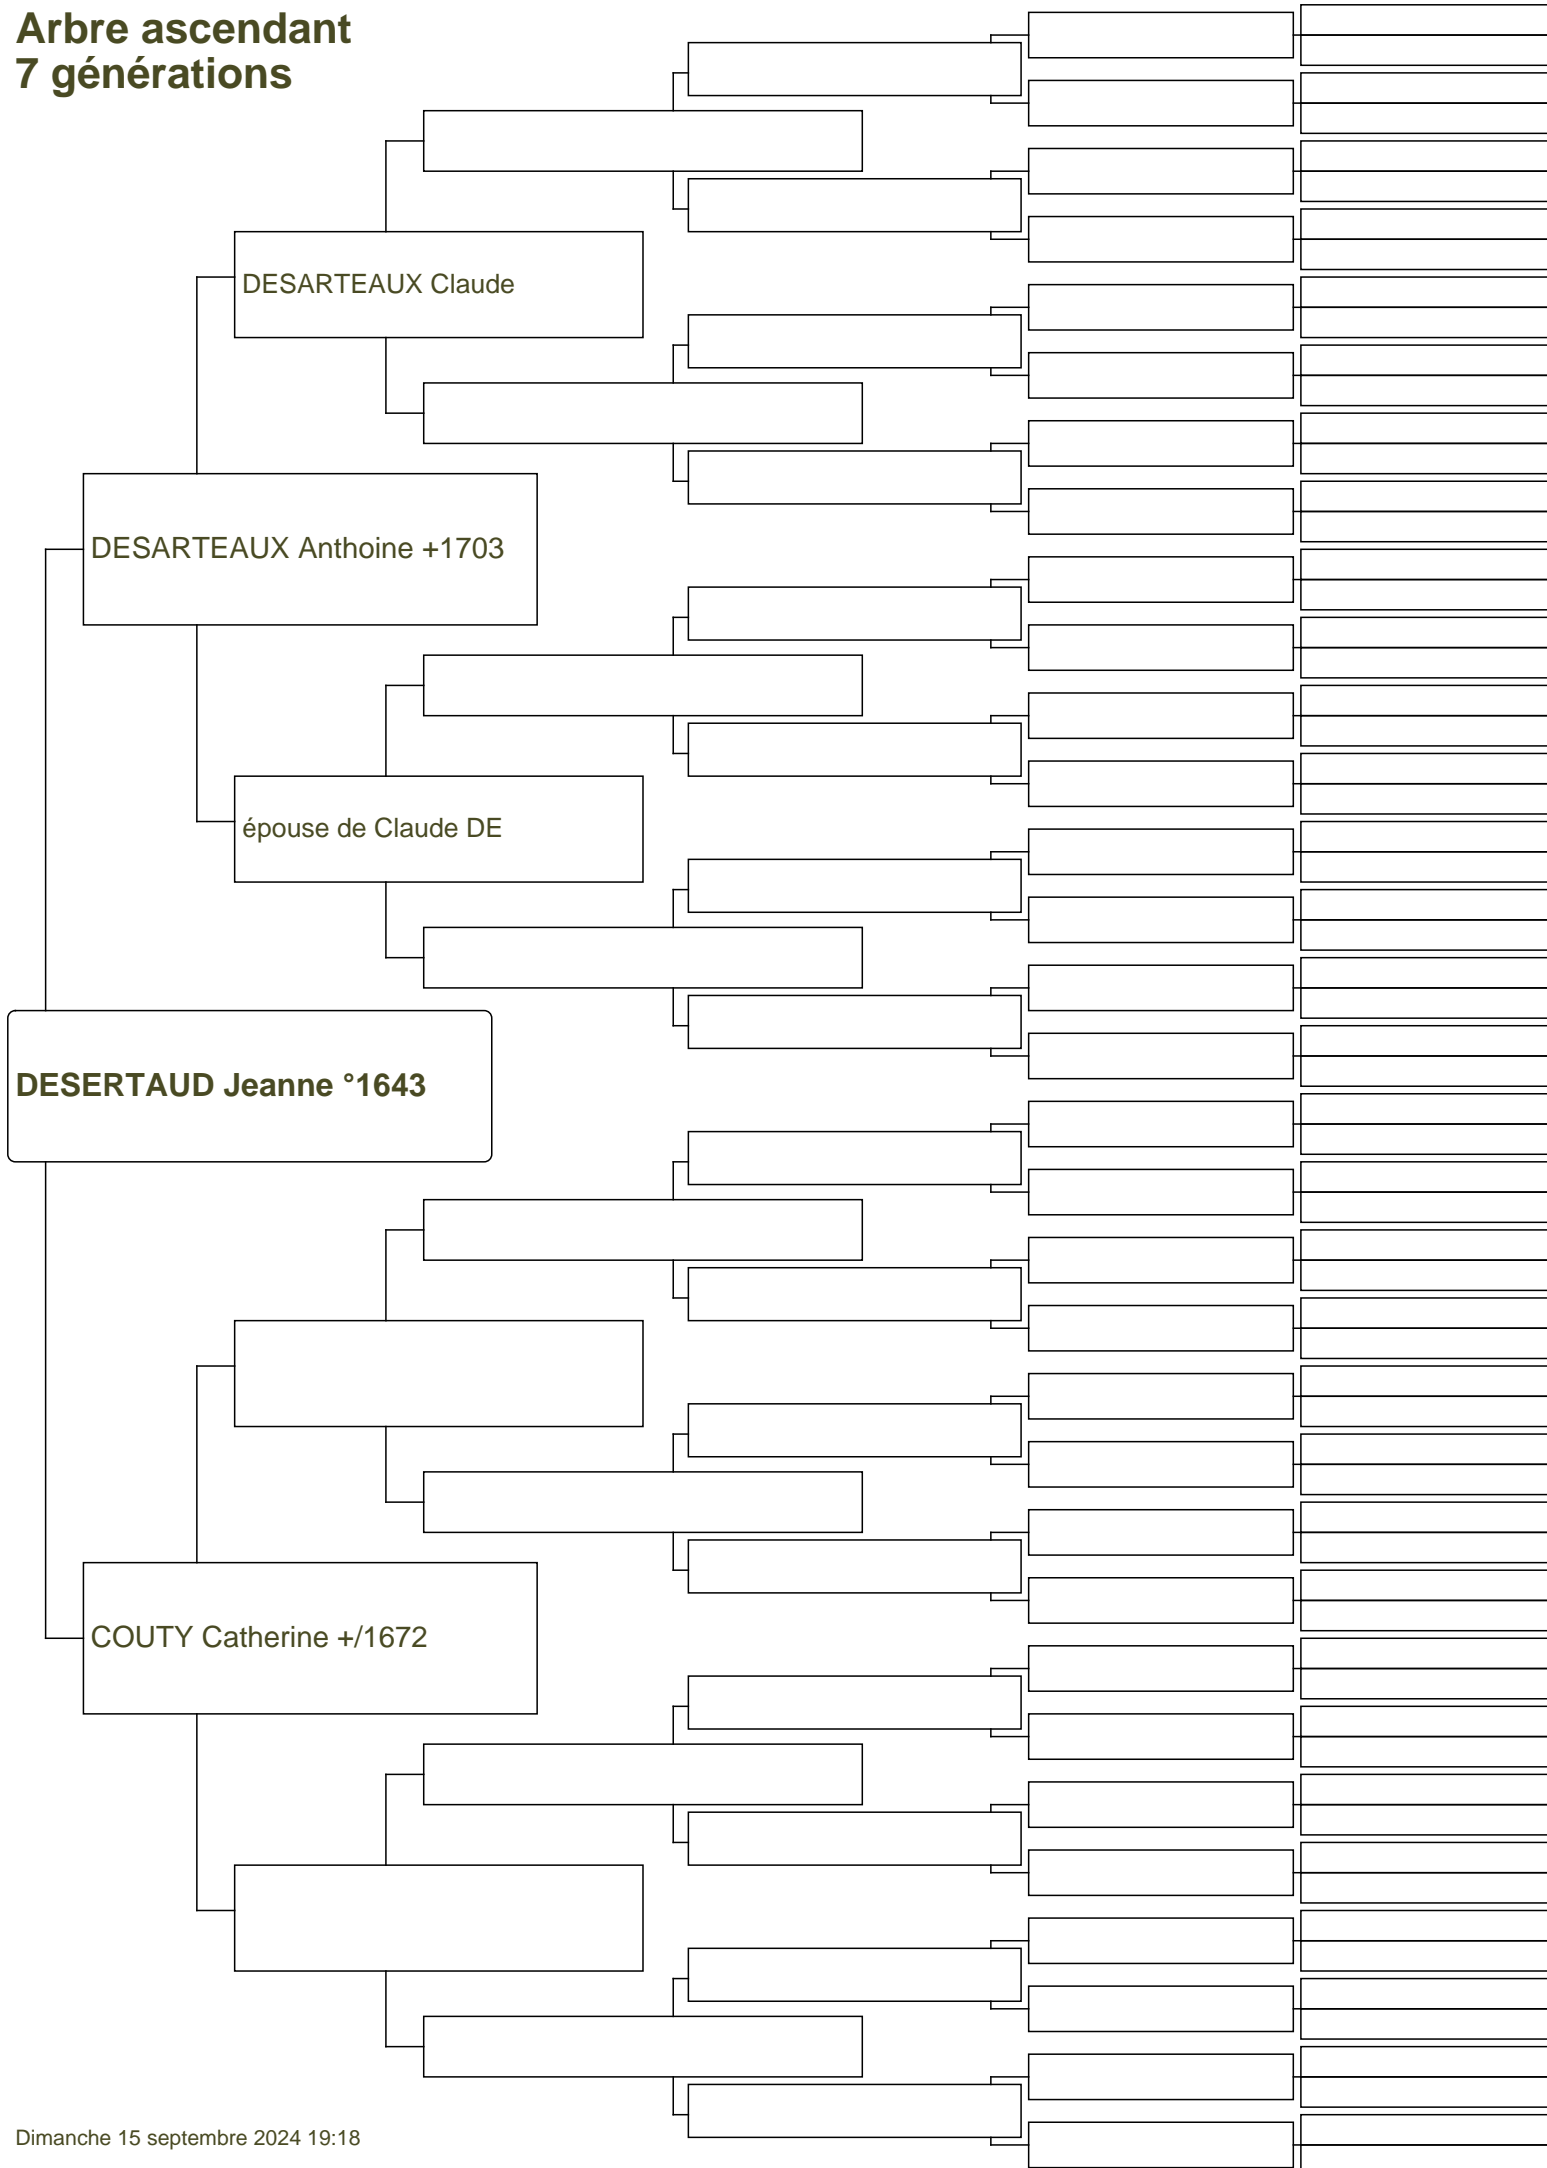 Arbre ascendant
7 générations
DESARTEAUX Claude
DESARTEAUX Anthoine +1703
épouse de Claude DE
DESERTAUD Jeanne °1643
COUTY Catherine +/1672
Dimanche 15 septembre 2024 19:18